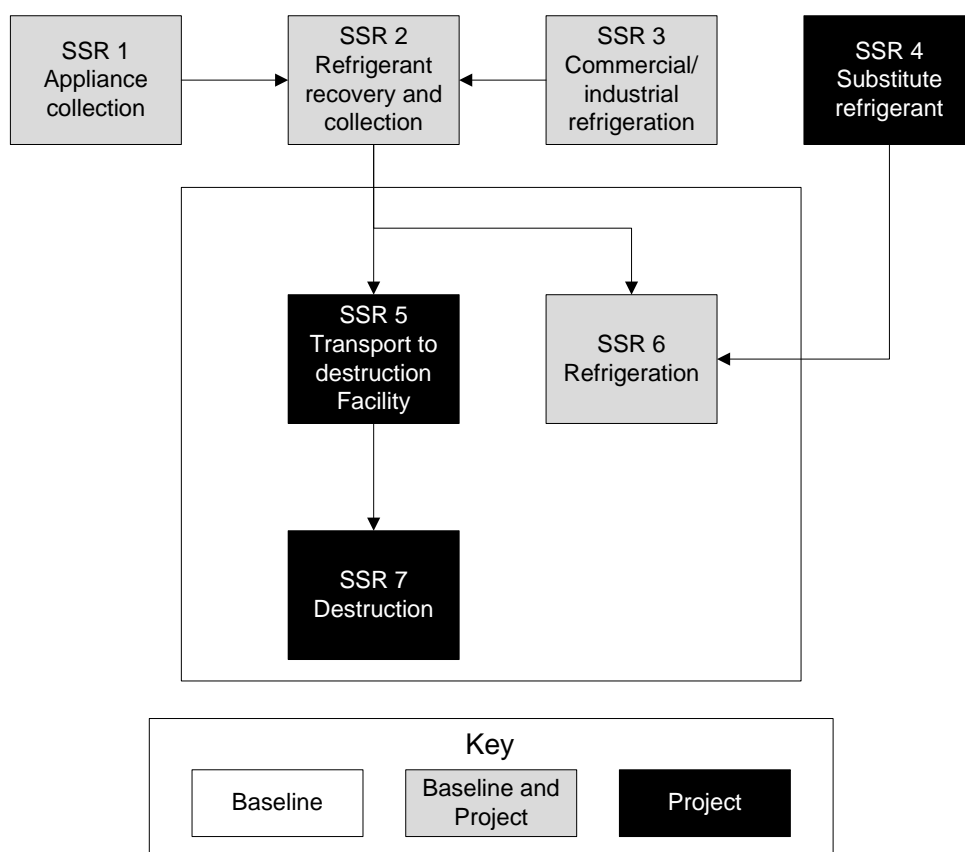 SSR 1
Appliance
collection
SSR 2
Refrigerant
recovery and
collection
SSR 3
Commercial/
industrial
refrigeration
SSR 4
Substitute
refrigerant
SSR 5
Transport to
destruction
Facility
SSR 6
Refrigeration
SSR 7
Destruction
Key
Baseline
Baseline and
Project
Project